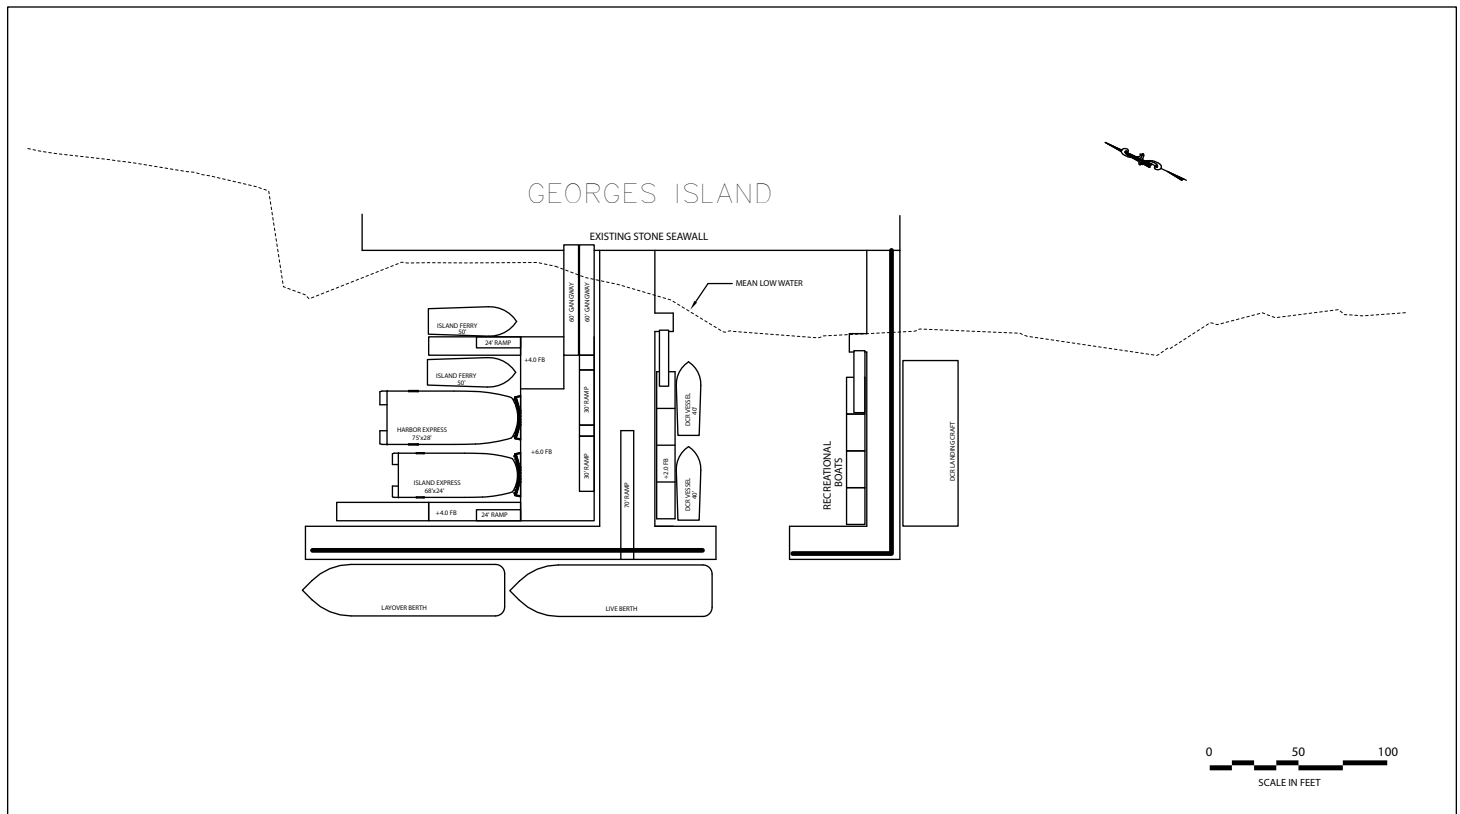 GEORGES ISLAND
EXISTING STONE SEAWALL
MEAN LOW WATER
60' GANGWAY
60' GANGWAY
ISLAND FERRY
50'
24' RAMP
+4.0 FB
ISLAND FERRY
50'
HARBOR EXPRESS
75'x28'
30' RAMP
+6.0 FB
30' RAMP
ISLAND EXPRESS
68'x24'
+4.0 FB
24' RAMP
70' RAMP
+2.0 FB
DCR VESSEL
40'
DCR VESSEL
40'
RECREATIONAL
BOATS
DCR LANDING CRAFT
LAYOVER BERTH
LIVE BERTH
0 50 100
SCALE IN FEET